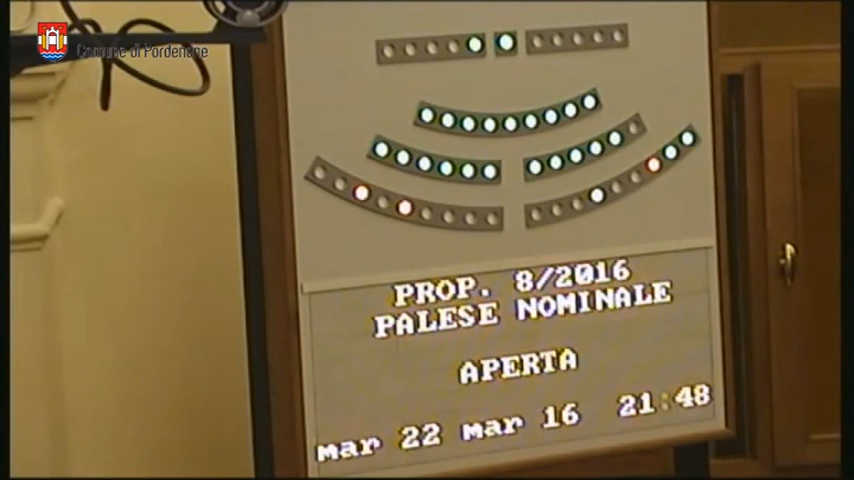 Comune di Pordenone
PROP. 8/2016
PALESE NOMINALE
APERTA
mar 22 mar 16 21:48